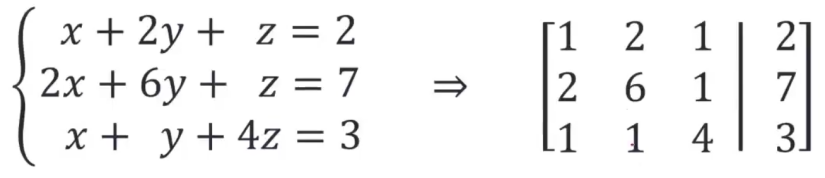 x + 2y + z = 2
2x + 6y + z = 7
x + y + 4z = 3
⇒
1 2 1 | 2
2 6 1 | 7
1 1 4 | 3